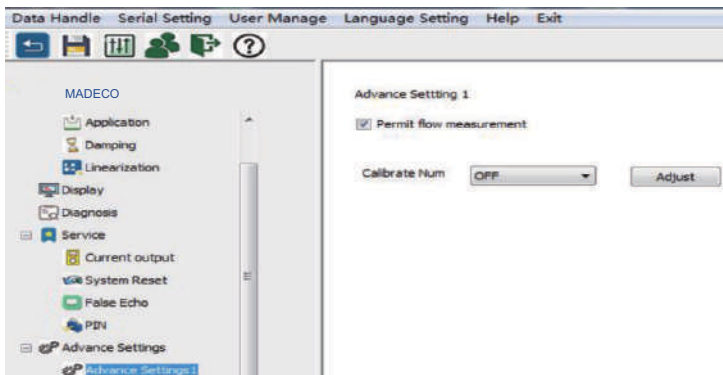 Data Handle Serial Setting User Manage Language Setting Help Exit
MADECO
Application
Damping
Linearization
Display
Diagnosis
Service
Current output
System Reset
False Echo
PIN
Advance Settings
Advance Settings1
Advance Settting 1
Permit flow measurement
Calibrate Num OFF Adjust